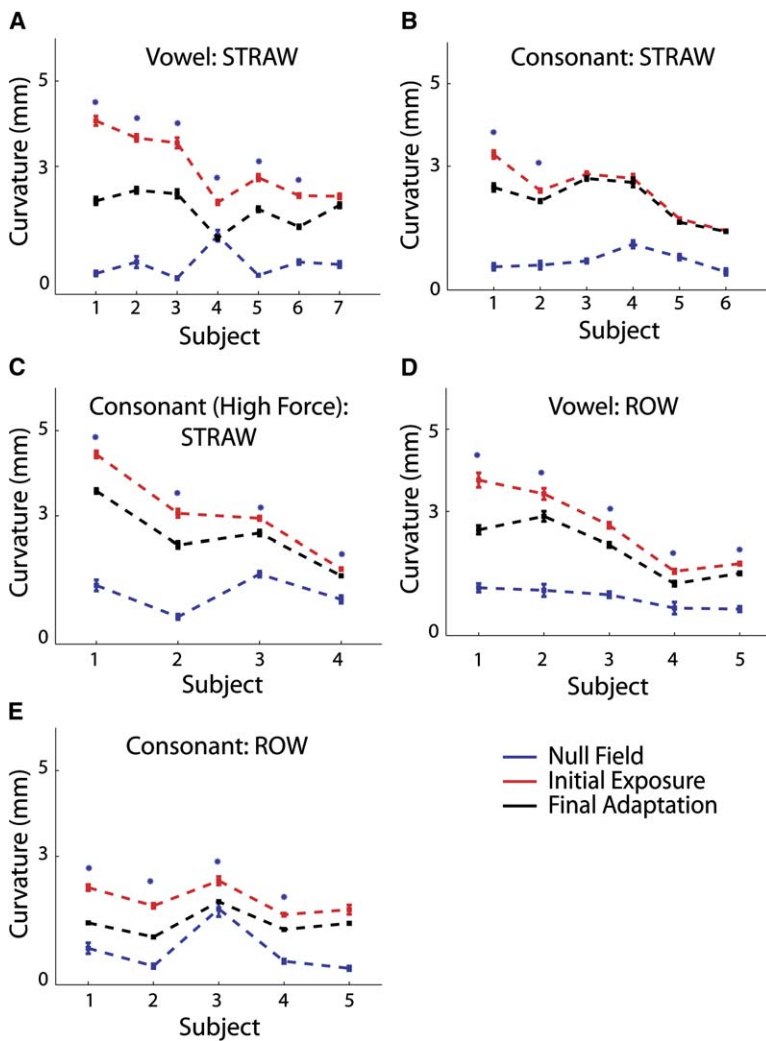 A
Vowel: STRAW
Curvature (mm)
5
3
0
1 2 3 4 5 6 7
Subject
B
Consonant: STRAW
Curvature (mm)
5
3
0
1 2 3 4 5 6
Subject
C
Consonant (High Force):
STRAW
Curvature (mm)
5
3
0
1 2 3 4
Subject
D
Vowel: ROW
Curvature (mm)
5
3
0
1 2 3 4 5
Subject
E
Consonant: ROW
Curvature (mm)
5
3
0
1 2 3 4 5
Subject
Null Field
Initial Exposure
Final Adaptation